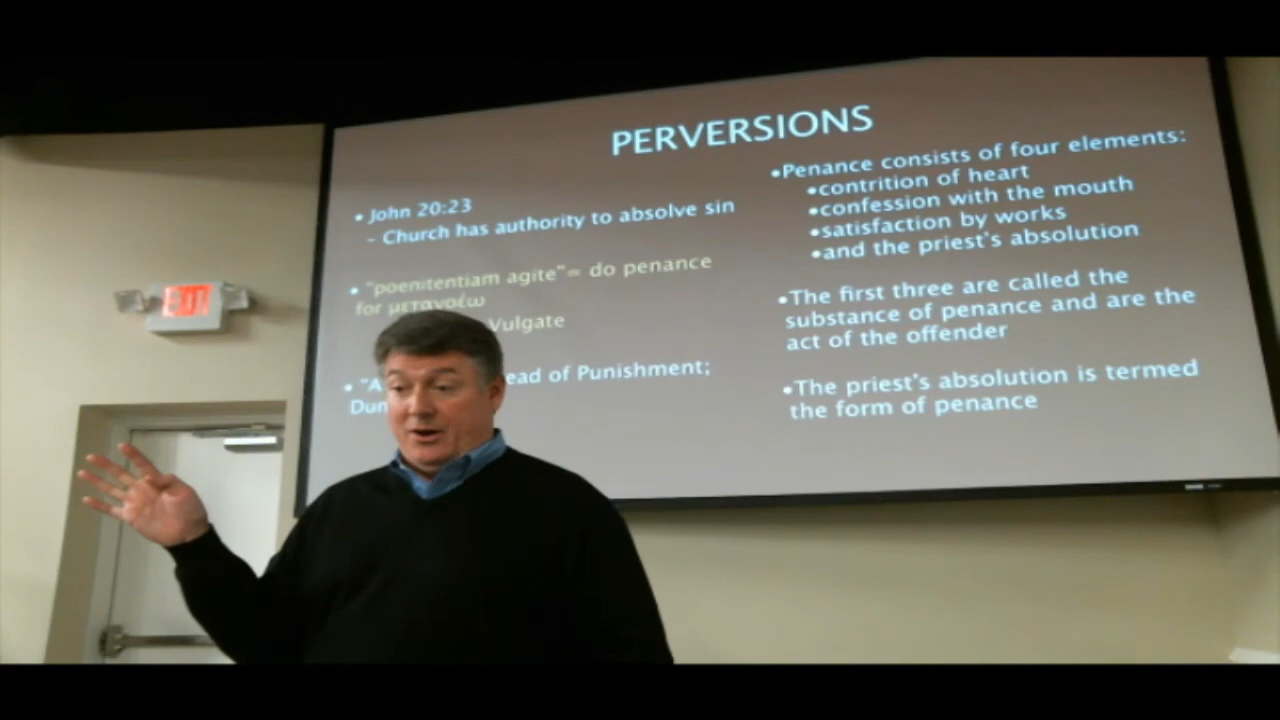 EXIT
PERVERSIONS
• John 20:23
- Church has authority to absolve sin
• "poenitentiam agite"= do penance
for μετανοέω
Vulgate
• "A ead of Punishment;
Dun
•Penance consists of four elements:
•contrition of heart
•confession with the mouth
•satisfaction by works
•and the priest's absolution
•The first three are called the
substance of penance and are the
act of the offender
•The priest's absolution is termed
the form of penance